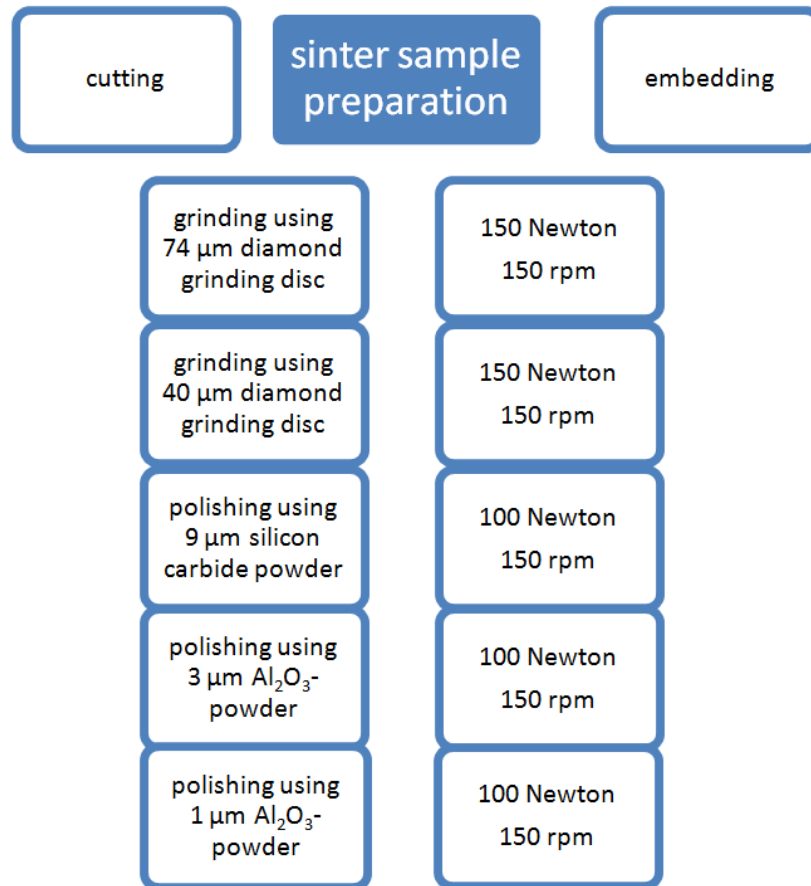 cutting
sinter sample
preparation
embedding
grinding using
74 µm diamond
grinding disc
150 Newton
150 rpm
grinding using
40 µm diamond
grinding disc
150 Newton
150 rpm
polishing using
9 µm silicon
carbide powder
100 Newton
150 rpm
polishing using
3 µm Al₂O₃-
powder
100 Newton
150 rpm
polishing using
1 µm Al₂O₃-
powder
100 Newton
150 rpm